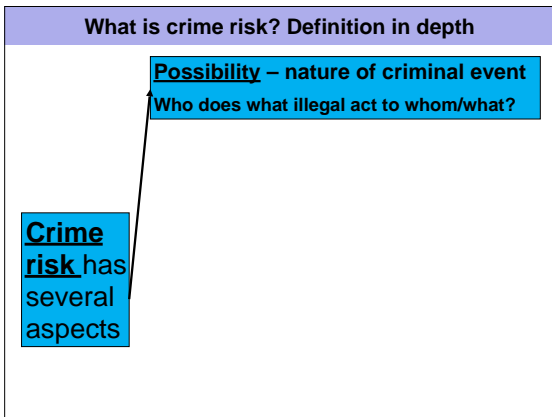 What is crime risk? Definition in depth
Possibility – nature of criminal event
Who does what illegal act to whom/what?
Crime
risk has
several
aspects